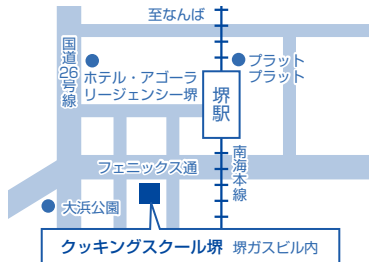 至なんば
国道26号線
プラット
プラット
ホテル・アゴーラ
リージェンシー堺
堺駅
フェニックス通
南海本線
大浜公園
クッキングスクール堺 堺ガスビル内